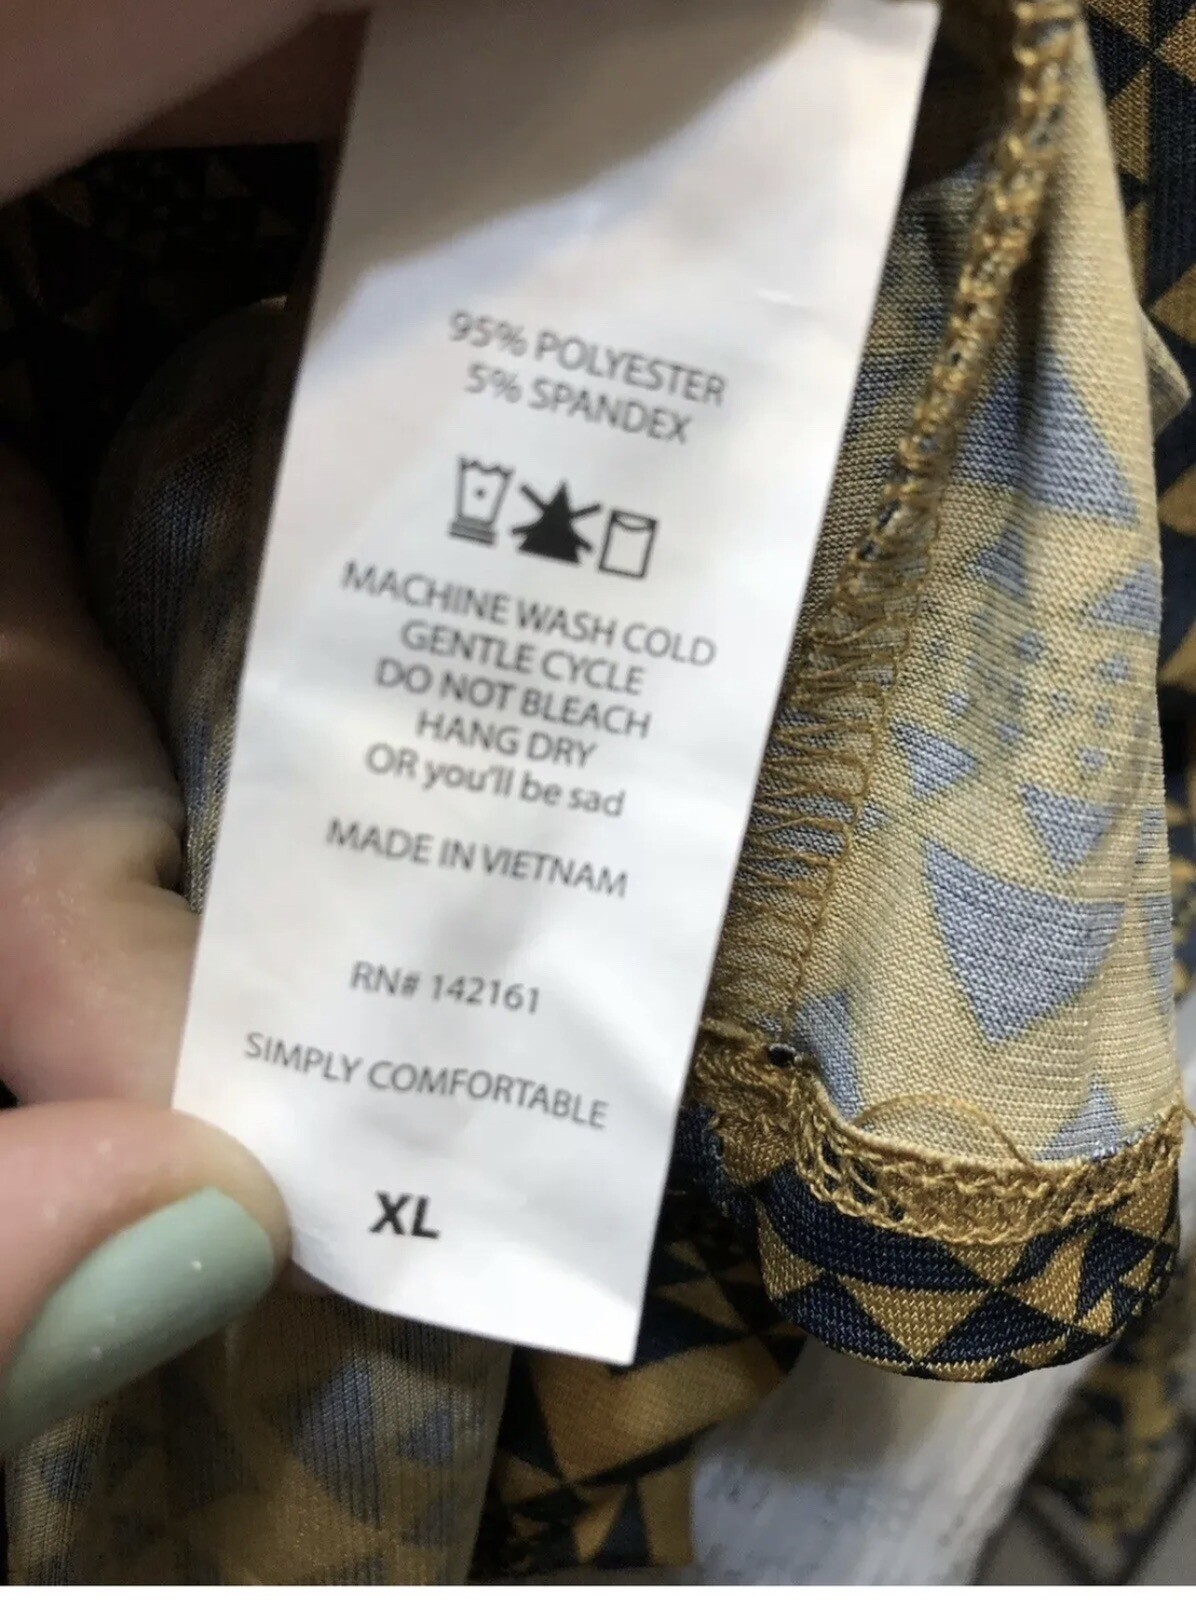 95% POLYESTER
5% SPANDEX
MACHINE WASH COLD
GENTLE CYCLE
DO NOT BLEACH
HANG DRY
OR you'll be sad
MADE IN VIETNAM
RN# 142161
SIMPLY COMFORTABLE
XL